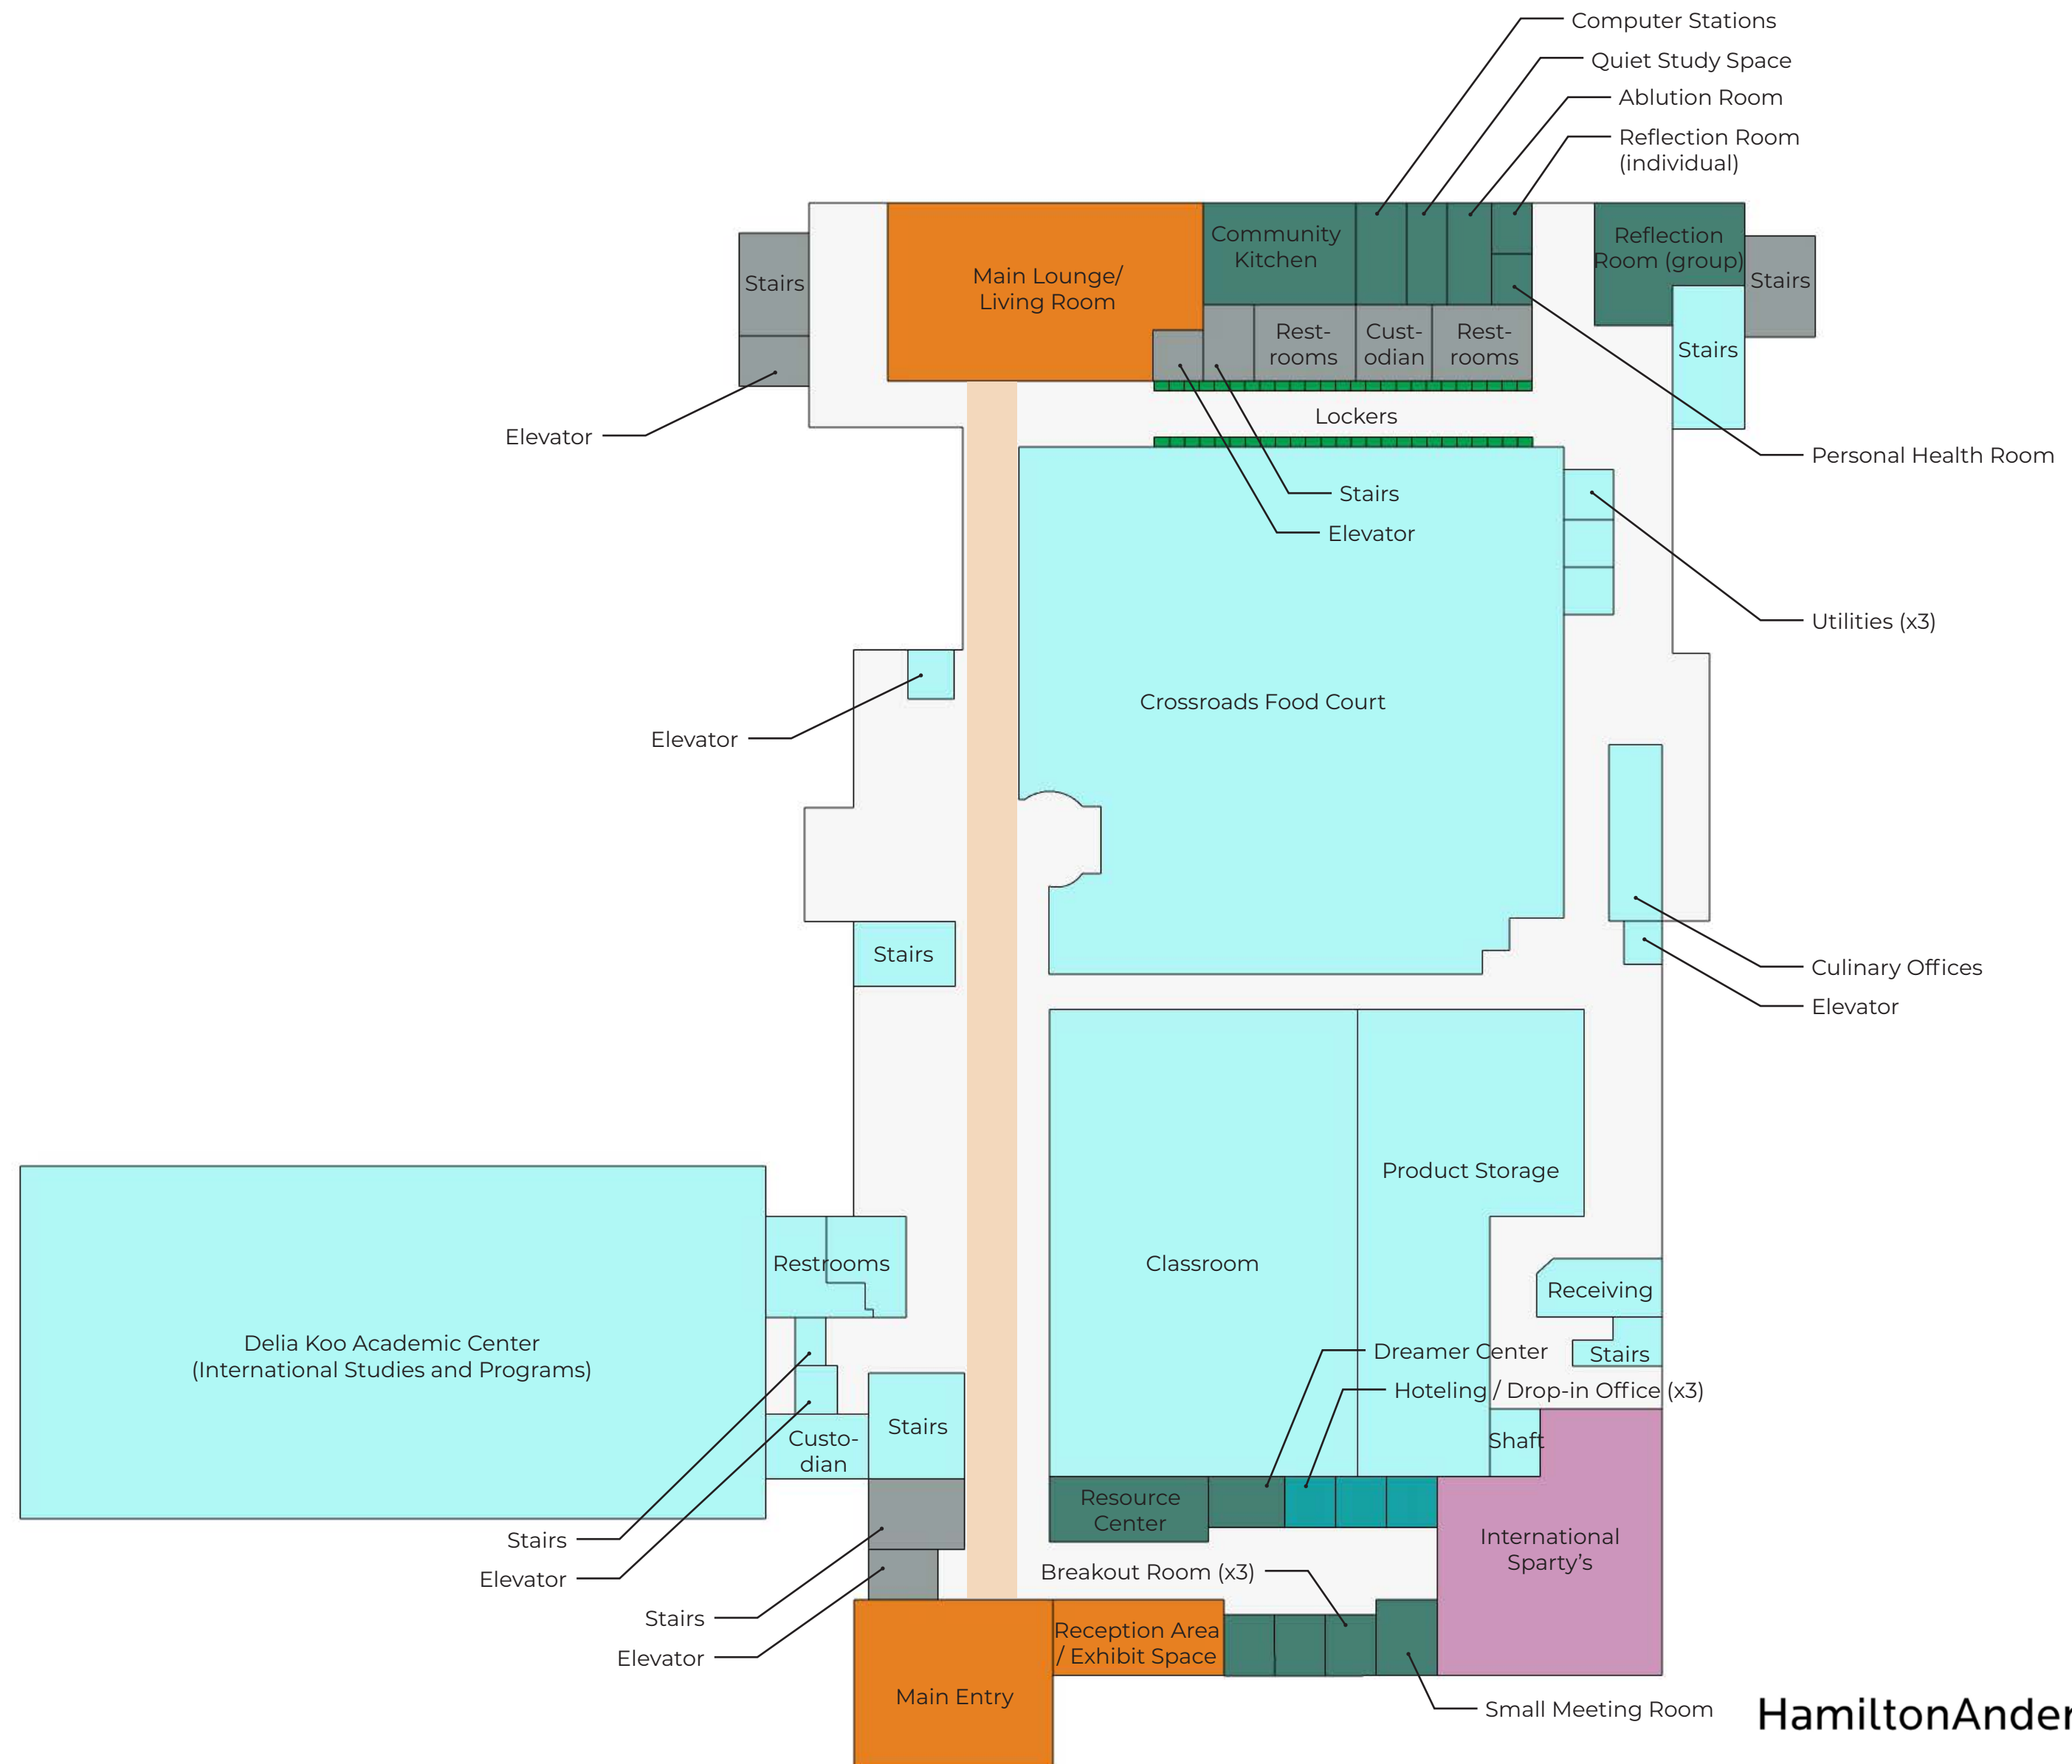 Computer Stations
Quiet Study Space
Ablution Room
Reflection Room
(individual)
Community
Kitchen
Reflection
Room (group)
Main Lounge/
Living Room
Stairs
Stairs
Rest-
rooms
Cust-
odian
Rest-
rooms
Stairs
Lockers
Elevator
Personal Health Room
Stairs
Elevator
Utilities (x3)
Crossroads Food Court
Elevator
Stairs
Culinary Offices
Elevator
Product Storage
Restrooms
Classroom
Receiving
Delia Koo Academic Center
(International Studies and Programs)
Dreamer Center
Stairs
Hoteling / Drop-in Office (x3)
Stairs
Custo-
dian
Shaft
Resource
Center
Stairs
International
Sparty's
Elevator
Breakout Room (x3)
Stairs
Reception Area
/ Exhibit Space
Elevator
Main Entry
Small Meeting Room
HamiltonAnder